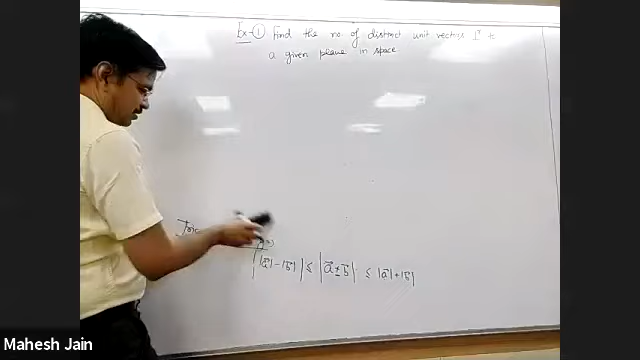 Ex-① Find the no. of distinct unit vectors ⊥r to
a given plane in space
| |a⃗| - |b⃗| | ≤ | a⃗ ± b⃗ | ≤ |a⃗| + |b⃗|
Mahesh Jain